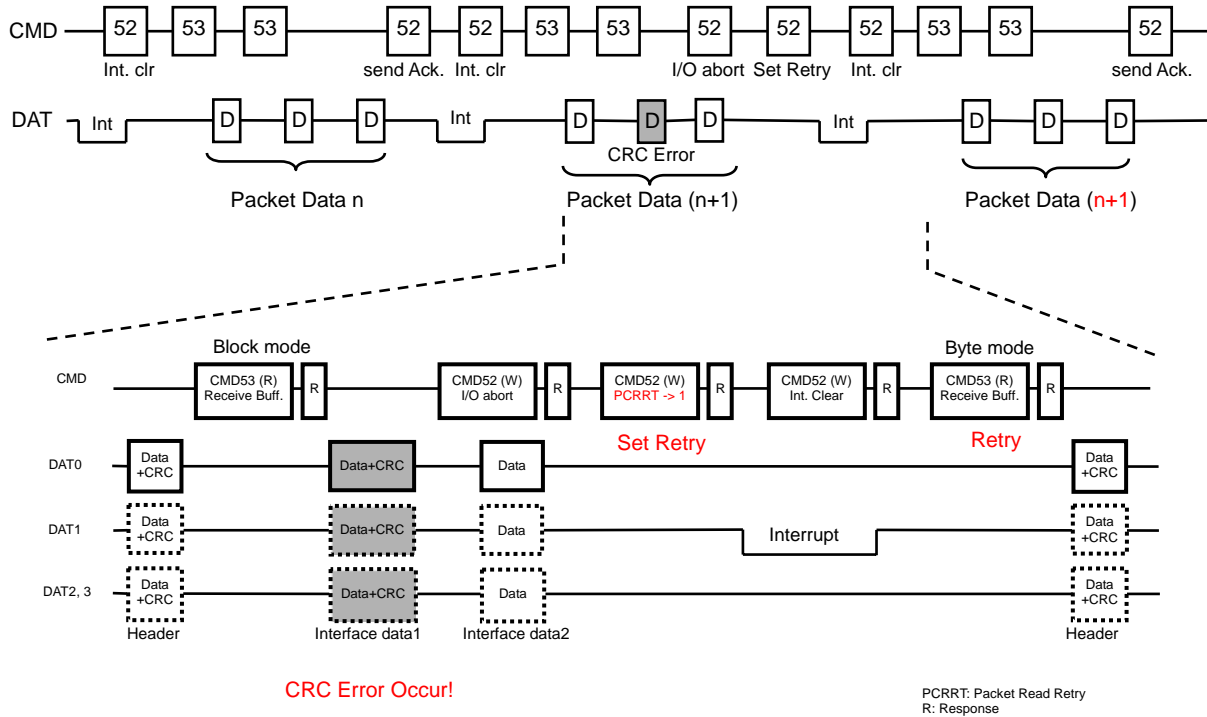 CMD 52 53 53 52 52 53 53 52 52 52 53 53 52
Int. clr send Ack. Int. clr I/O abort Set Retry Int. clr send Ack.
DAT Int D D D Int D D D Int D D D
CRC Error
Packet Data n Packet Data (n+1) Packet Data (n+1)
Block mode Byte mode
CMD
CMD53 (R)
Receive Buff.
R
CMD52 (W)
I/O abort
R
CMD52 (W)
PCRRT -> 1
R
CMD52 (W)
Int. Clear
R
CMD53 (R)
Receive Buff.
R
Set Retry Retry
DAT0
Data
+CRC
Data+CRC
Data
Data
+CRC
DAT1
Data
+CRC
Data+CRC
Data
Interrupt
Data
+CRC
DAT2, 3
Data
+CRC
Data+CRC
Data
Data
+CRC
Header Interface data1 Interface data2 Header
CRC Error Occur!
PCRRT: Packet Read Retry
R: Response